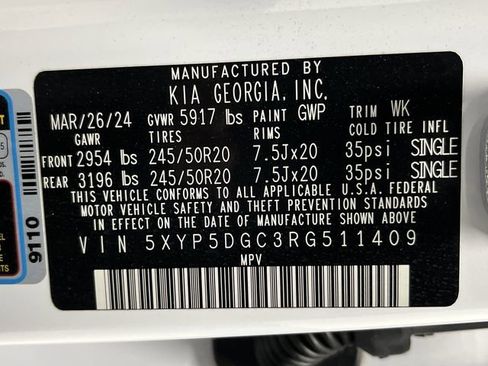 MANUFACTURED BY
KIA GEORGIA, INC.
MAR/26/24 GVWR 5917 lbs PAINT GWP TRIM WK
GAWR TIRES RIMS COLD TIRE INFL
FRONT 2954 lbs 245/50R20 7.5Jx20 35psi SINGLE
REAR 3196 lbs 245/50R20 7.5Jx20 35psi SINGLE
THIS VEHICLE CONFORMS TO ALL APPLICABLE U.S.A. FEDERAL
MOTOR VEHICLE SAFETY AND THEFT PREVENTION STANDARDS
IN EFFECT ON THE DATE OF MANUFACTURE SHOWN ABOVE
VIN 5XYP5DGC3RG511409
MPV
9110